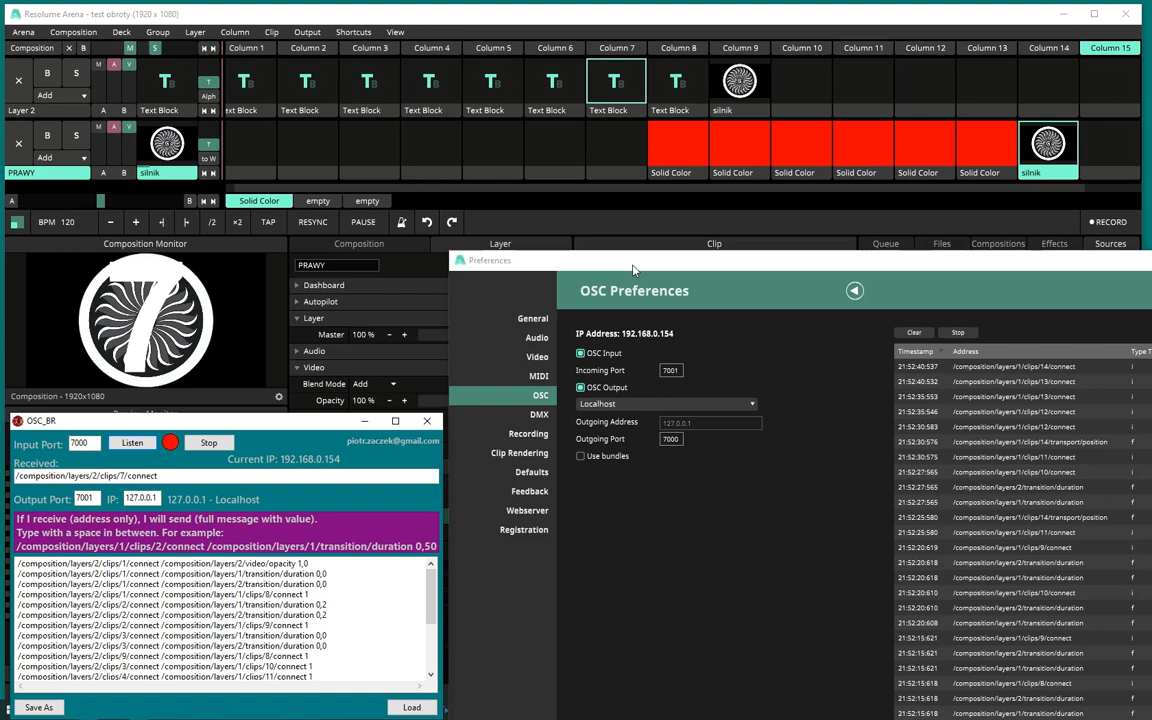 Resolume Arena - test obroty (1920 x 1080)
Arena Composition Deck Group Layer Column Clip Output Shortcuts View
Composition × B M S Column 1 Column 2 Column 3 Column 4 Column 5 Column 6 Column 7 Column 8 Column 9 Column 10 Column 11 Column 12 Column 13 Column 14 Column 15
B S M A V T
Add Alph
Layer 2 A B Text Block ext Block Text Block Text Block Text Block Text Block Text Block Text Block Text Block silnik
B S M A V T
Add to W
PRAWY A B silnik Solid Color Solid Color Solid Color Solid Color Solid Color Solid Color silnik
A B Solid Color empty empty
BPM 120 − + /2 ×2 TAP RESYNC PAUSE RECORD
Composition Monitor Composition Layer Clip Queue Files Compositions Effects Sources
7
Composition - 1920x1080
PRAWY
Dashboard
Autopilot
Layer
Master 100 % − +
Audio
Video
Blend Mode Add
Opacity 100 % − +
Preferences
OSC Preferences
General
Audio
Video
MIDI
OSC
DMX
Recording
Clip Rendering
Defaults
Feedback
Webserver
Registration
IP Address: 192.168.0.154
OSC Input
Incoming Port 7001
OSC Output
Localhost
Outgoing Address 127.0.0.1
Outgoing Port 7000
Use bundles
Clear Stop
Timestamp Address Type T
21:52:40:537 /composition/layers/1/clips/14/connect i
21:52:40:532 /composition/layers/1/clips/13/connect i
21:52:35:553 /composition/layers/1/clips/13/connect i
21:52:35:546 /composition/layers/1/clips/12/connect i
21:52:30:583 /composition/layers/1/clips/12/connect i
21:52:30:576 /composition/layers/1/clips/14/transport/position f
21:52:30:575 /composition/layers/1/clips/11/connect i
21:52:27:565 /composition/layers/1/clips/10/connect i
21:52:27:565 /composition/layers/2/transition/duration f
21:52:27:565 /composition/layers/1/transition/duration f
21:52:25:580 /composition/layers/1/clips/14/transport/position f
21:52:25:580 /composition/layers/1/clips/11/connect i
21:52:20:619 /composition/layers/1/clips/9/connect i
21:52:20:618 /composition/layers/2/transition/duration f
21:52:20:618 /composition/layers/1/transition/duration f
21:52:20:618 /composition/layers/1/clips/10/connect i
21:52:20:610 /composition/layers/2/transition/duration f
21:52:20:608 /composition/layers/1/transition/duration f
21:52:15:621 /composition/layers/1/clips/9/connect i
21:52:15:621 /composition/layers/2/transition/duration f
21:52:15:621 /composition/layers/1/transition/duration f
21:52:15:618 /composition/layers/1/clips/8/connect i
21:52:15:618 /composition/layers/2/transition/duration f
21:52:15:618 /composition/layers/1/transition/duration f
OSC_BR
Input Port: 7000 Listen Stop piotr.zaczek@gmail.com
Current IP: 192.168.0.154
Received:
/composition/layers/2/clips/7/connect
Output Port: 7001 IP: 127.0.0.1 127.0.0.1 - Localhost
If I receive (address only), I will send (full message with value).
Type with a space in between. For example:
/composition/layers/1/clips/2/connect /composition/layers/1/transition/duration 0,50
/composition/layers/2/clips/1/connect /composition/layers/2/video/opacity 1,0
/composition/layers/2/clips/1/connect /composition/layers/1/transition/duration 0,0
/composition/layers/2/clips/1/connect /composition/layers/2/transition/duration 0,0
/composition/layers/2/clips/1/connect /composition/layers/1/clips/8/connect 1
/composition/layers/2/clips/2/connect /composition/layers/1/transition/duration 0,2
/composition/layers/2/clips/2/connect /composition/layers/2/transition/duration 0,2
/composition/layers/2/clips/2/connect /composition/layers/1/clips/9/connect 1
/composition/layers/2/clips/3/connect /composition/layers/1/transition/duration 0,0
/composition/layers/2/clips/3/connect /composition/layers/2/transition/duration 0,0
/composition/layers/2/clips/9/connect /composition/layers/1/clips/8/connect 1
/composition/layers/2/clips/3/connect /composition/layers/1/clips/10/connect 1
/composition/layers/2/clips/4/connect /composition/layers/1/clips/11/connect 1
Save As Load